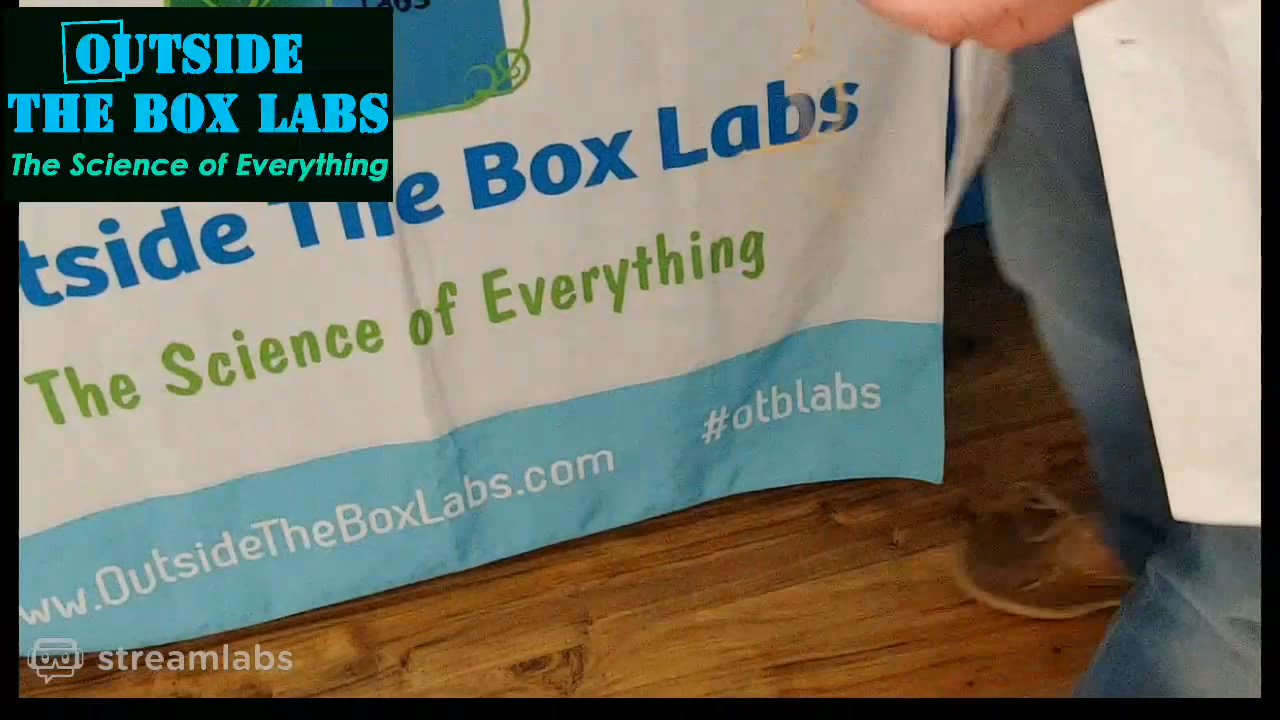 OUTSIDE
THE BOX LABS
The Science of Everything
Labs
tside The Box Labs
The Science of Everything
#otblabs
ww.OutsideTheBoxLabs.com
streamlabs